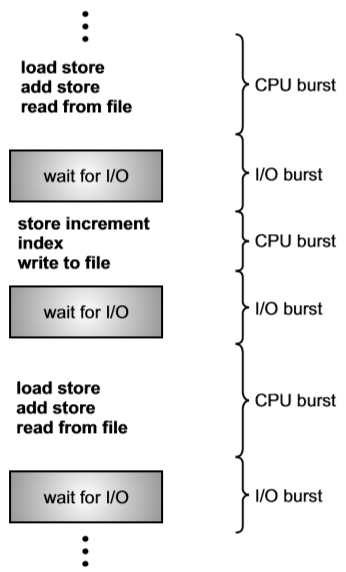 load store
add store
read from file
CPU burst
wait for I/O
I/O burst
store increment
index
write to file
CPU burst
wait for I/O
I/O burst
load store
add store
read from file
CPU burst
wait for I/O
I/O burst